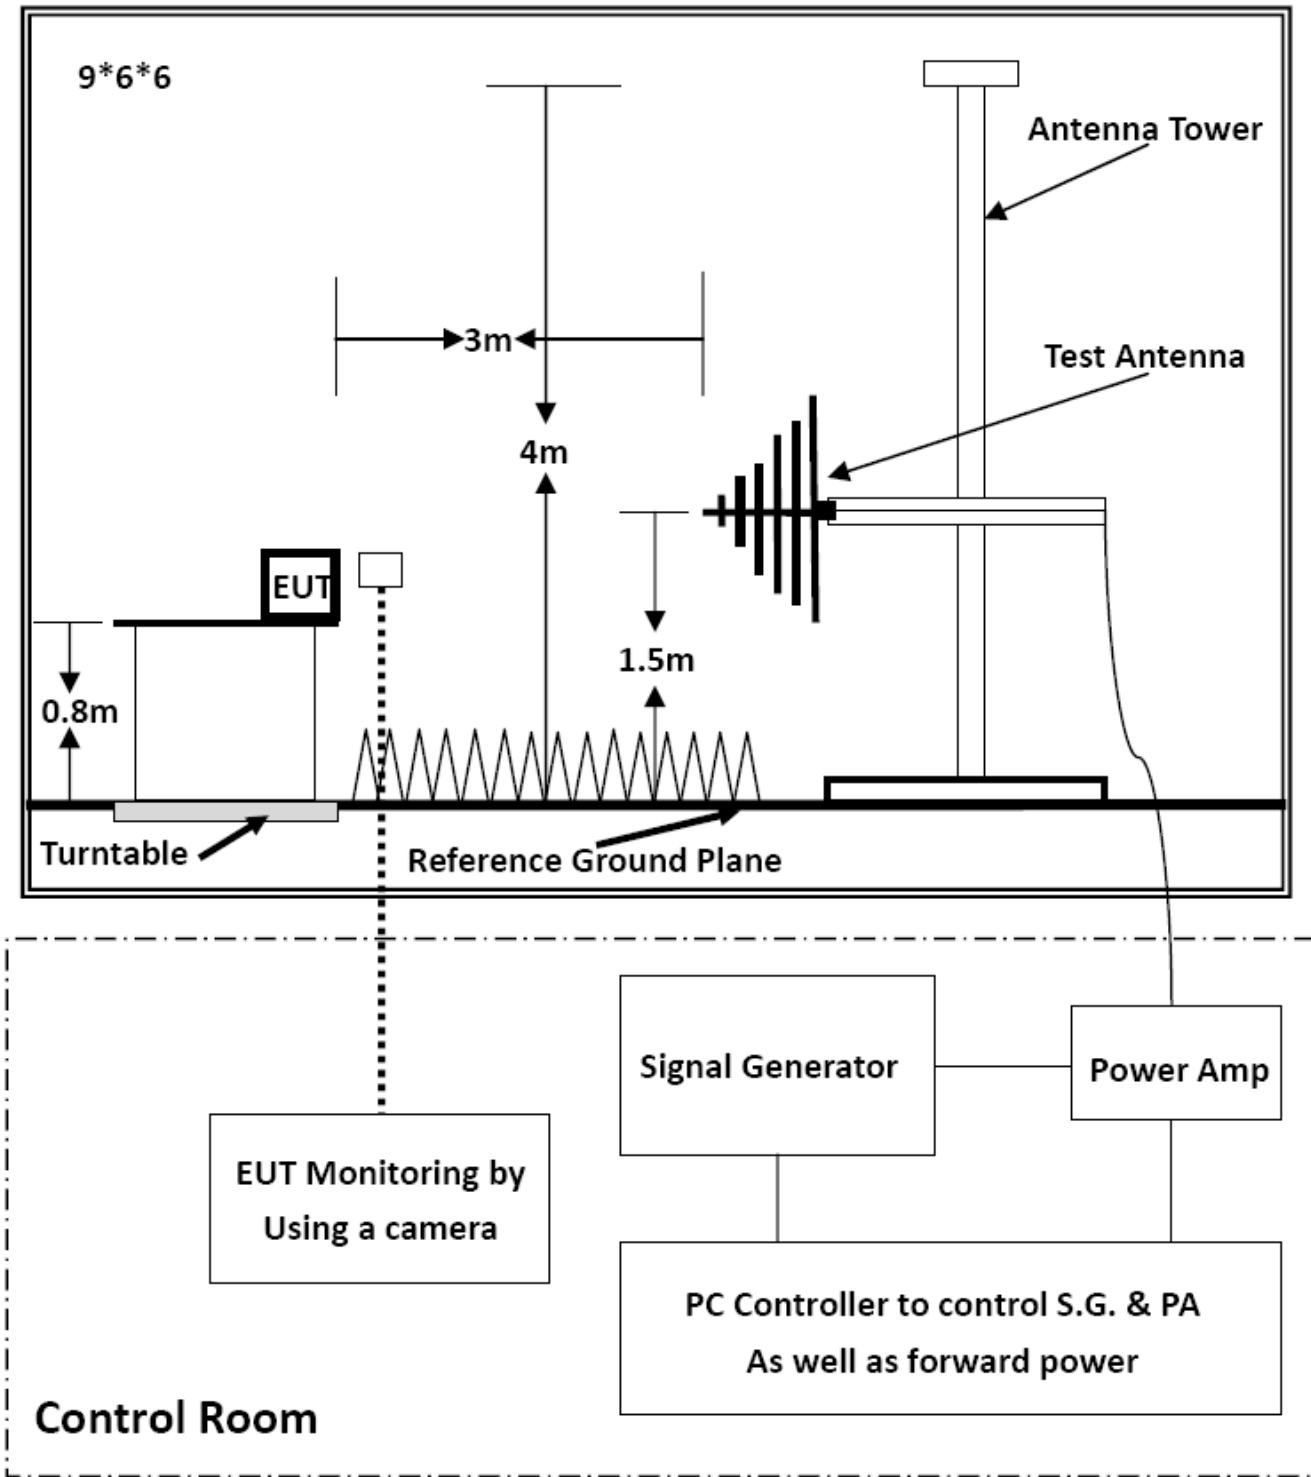 9*6*6
Antenna Tower
3m
Test Antenna
4m
EUT
1.5m
0.8m
Turntable
Reference Ground Plane
Signal Generator
Power Amp
EUT Monitoring by
Using a camera
PC Controller to control S.G. & PA
As well as forward power
Control Room